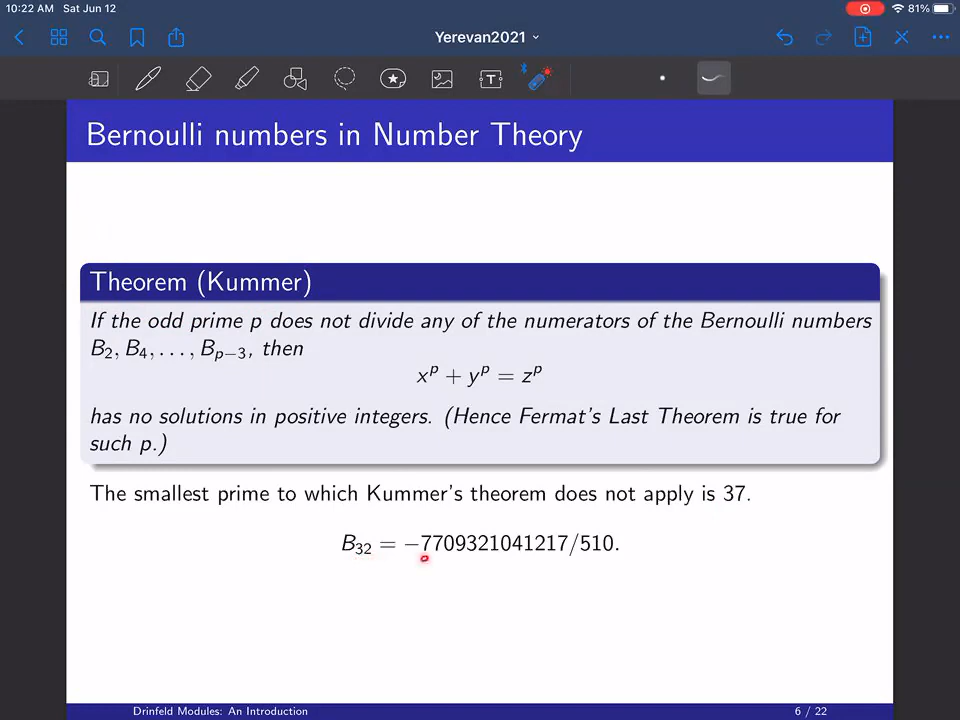 10:22 AM Sat Jun 12
81%
Yerevan2021
T
Bernoulli numbers in Number Theory
Theorem (Kummer)
If the odd prime p does not divide any of the numerators of the Bernoulli numbers
B₂, B₄, . . . , Bₚ₋₃, then
xᵖ + yᵖ = zᵖ
has no solutions in positive integers. (Hence Fermat's Last Theorem is true for
such p.)
The smallest prime to which Kummer's theorem does not apply is 37.
B₃₂ = −7709321041217/510.
Drinfeld Modules: An Introduction
6 / 22